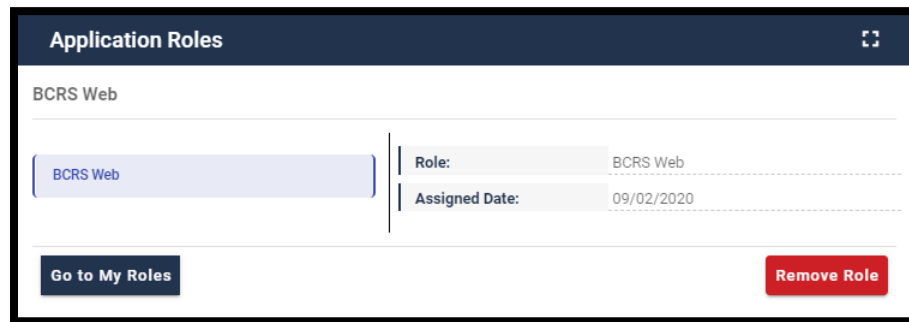 Application Roles
BCRS Web
BCRS Web
Role: BCRS Web
Assigned Date: 09/02/2020
Go to My Roles
Remove Role